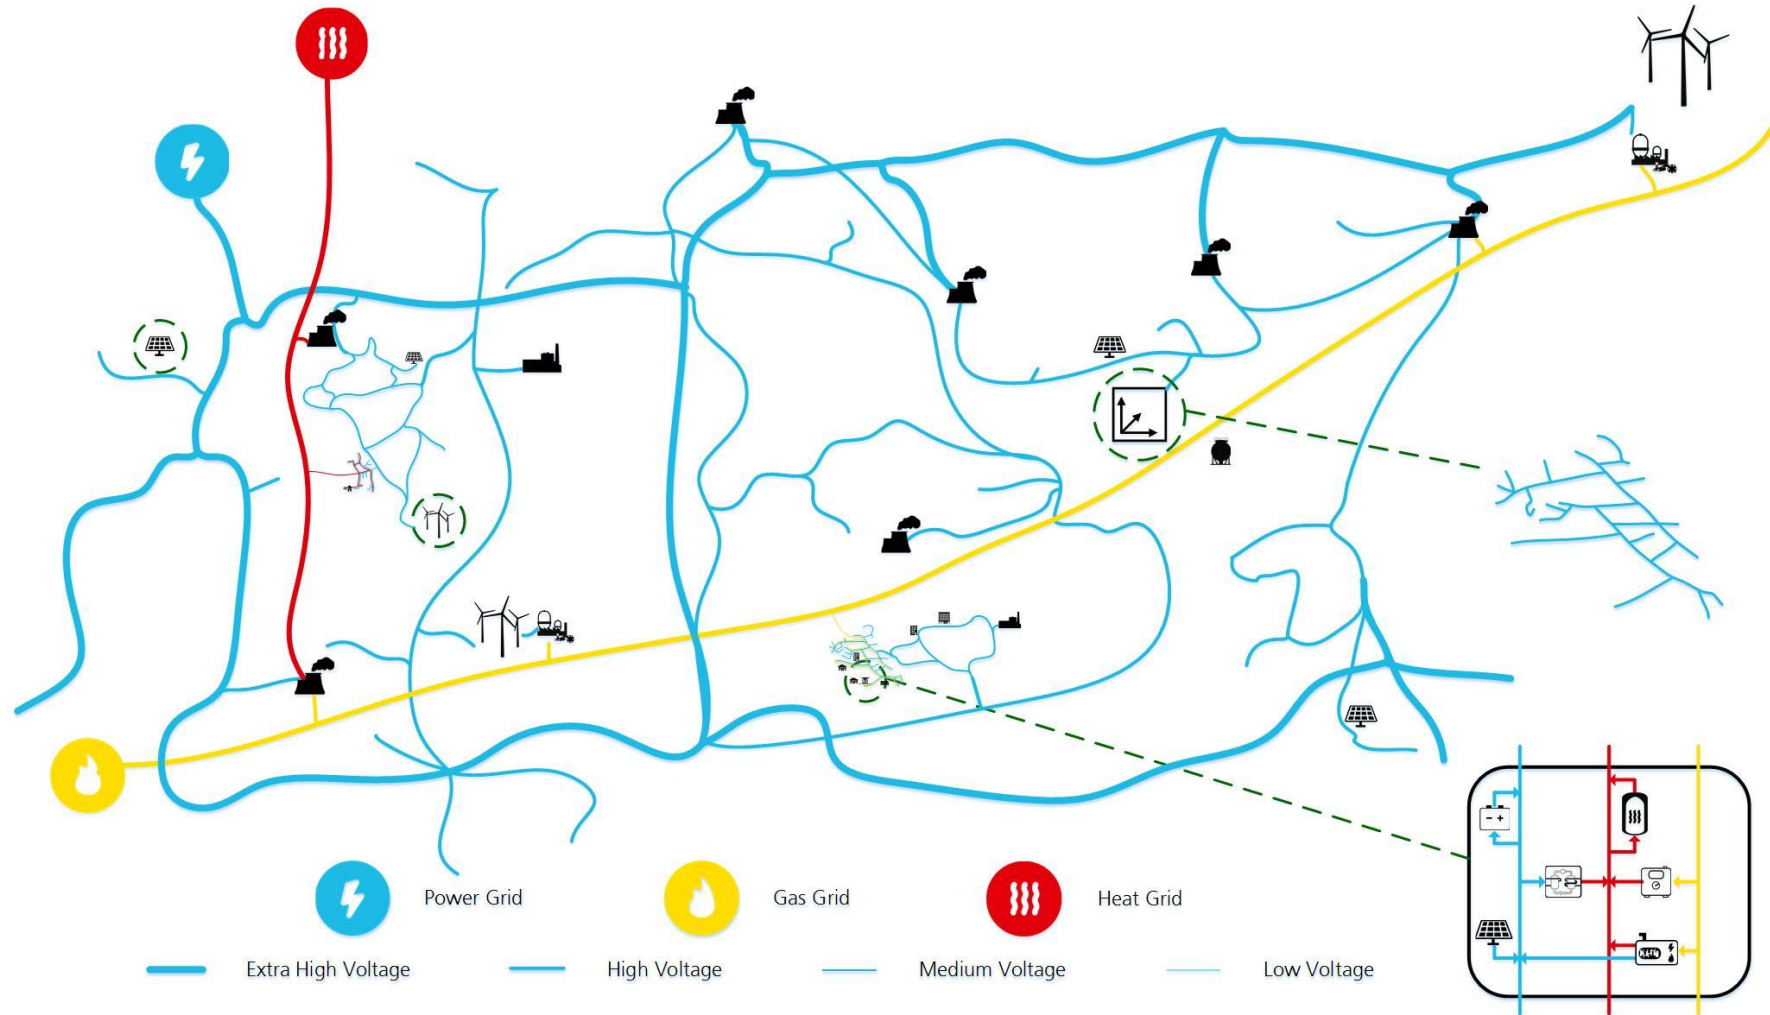 Power Grid
Gas Grid
Heat Grid
Extra High Voltage
High Voltage
Medium Voltage
Low Voltage